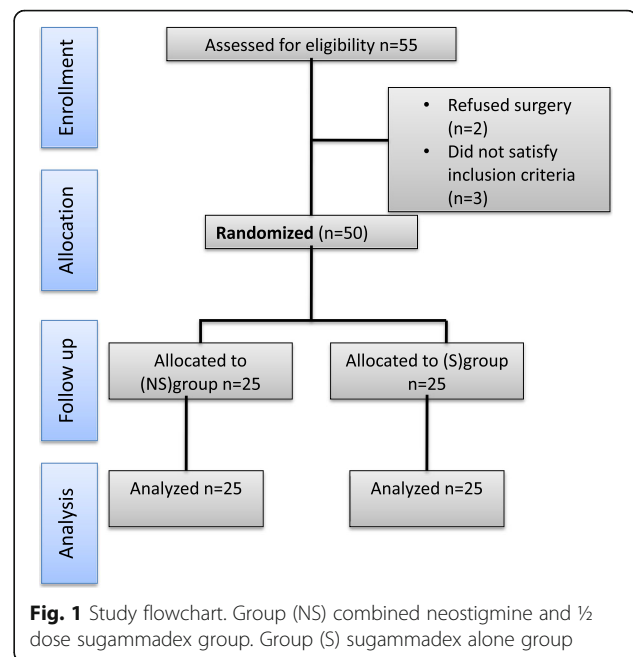 Enrollment
Assessed for eligibility n=55
• Refused surgery
(n=2)
• Did not satisfy
inclusion criteria
(n=3)
Allocation
Randomized (n=50)
Follow up
Allocated to
(NS)group n=25
Allocated to (S)group
n=25
Analysis
Analyzed n=25
Analyzed n=25
Fig. 1 Study flowchart. Group (NS) combined neostigmine and ½
dose sugammadex group. Group (S) sugammadex alone group